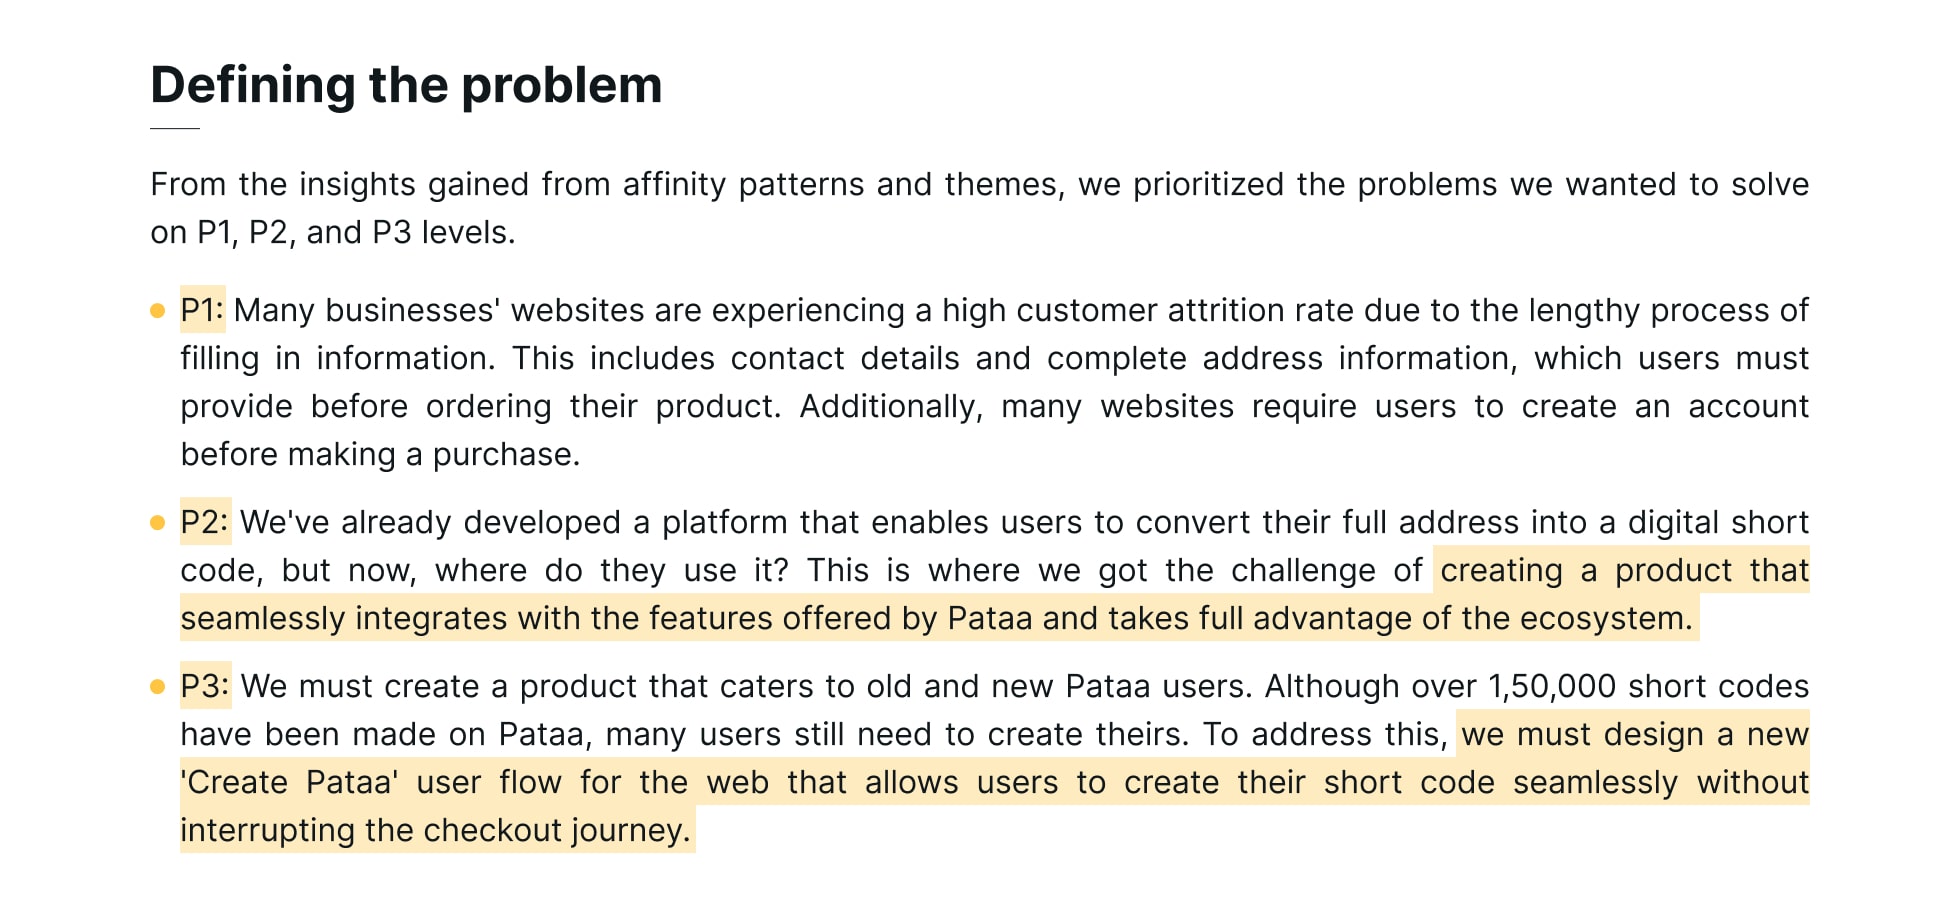 Defining the problem
From the insights gained from affinity patterns and themes, we prioritized the problems we wanted to solve
on P1, P2, and P3 levels.
P1: Many businesses' websites are experiencing a high customer attrition rate due to the lengthy process of
filling in information. This includes contact details and complete address information, which users must
provide before ordering their product. Additionally, many websites require users to create an account
before making a purchase.
P2: We've already developed a platform that enables users to convert their full address into a digital short
code, but now, where do they use it? This is where we got the challenge of creating a product that
seamlessly integrates with the features offered by Pataa and takes full advantage of the ecosystem.
P3: We must create a product that caters to old and new Pataa users. Although over 1,50,000 short codes
have been made on Pataa, many users still need to create theirs. To address this, we must design a new
'Create Pataa' user flow for the web that allows users to create their short code seamlessly without
interrupting the checkout journey.